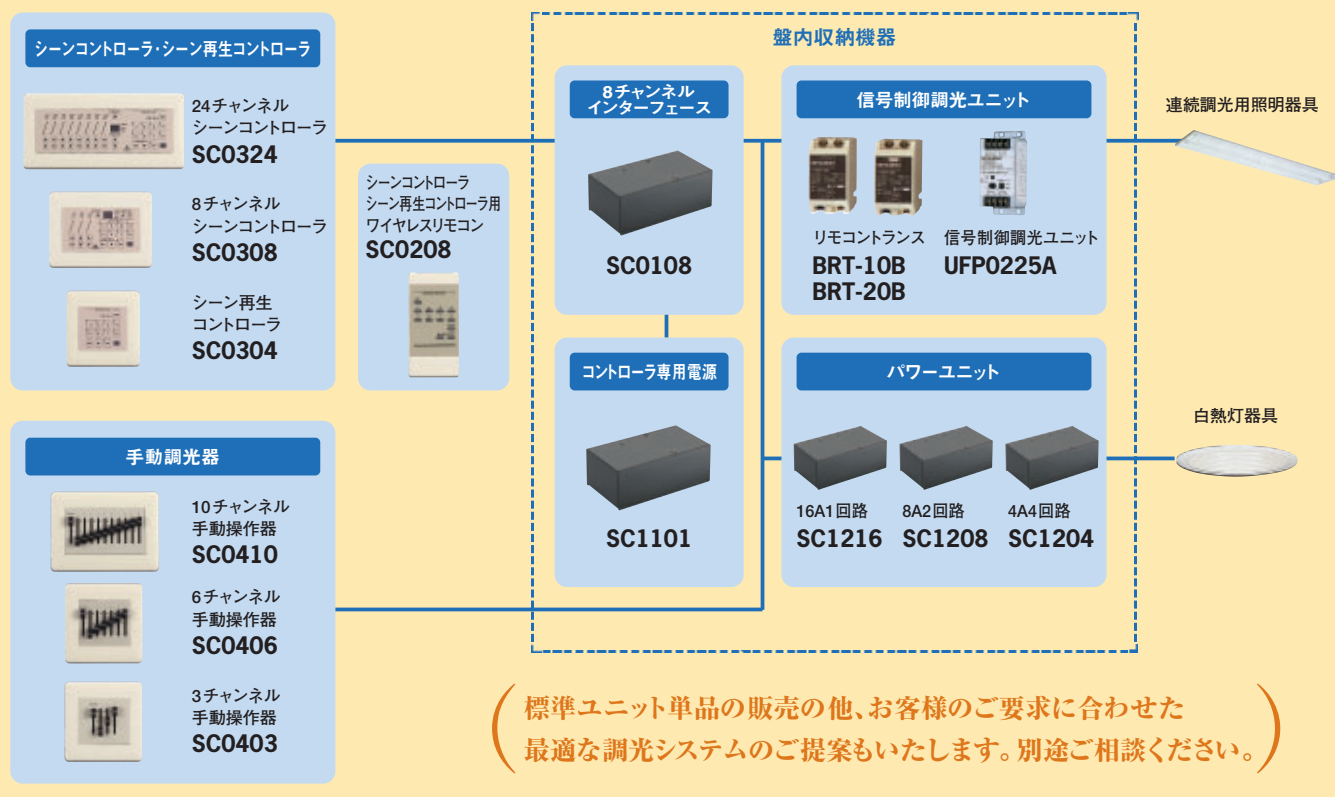 シーンコントローラ・シーン再生コントローラ
24チャンネル
シーンコントローラ
SC0324
8チャンネル
シーンコントローラ
SC0308
シーン再生
コントローラ
SC0304
シーンコントローラ
シーン再生コントローラ用
ワイヤレスリモコン
SC0208
手動調光器
10チャンネル
手動操作器
SC0410
6チャンネル
手動操作器
SC0406
3チャンネル
手動操作器
SC0403
盤内収納機器
8チャンネル
インターフェース
SC0108
コントローラ専用電源
SC1101
信号制御調光ユニット
リモコントランス
BRT-10B
BRT-20B
信号制御調光ユニット
UFP0225A
パワーユニット
16A1回路
SC1216
8A2回路
SC1208
4A4回路
SC1204
連続調光用照明器具
白熱灯器具
(標準ユニット単品の販売の他、お客様のご要求に合わせた
最適な調光システムのご提案もいたします。別途ご相談ください。)